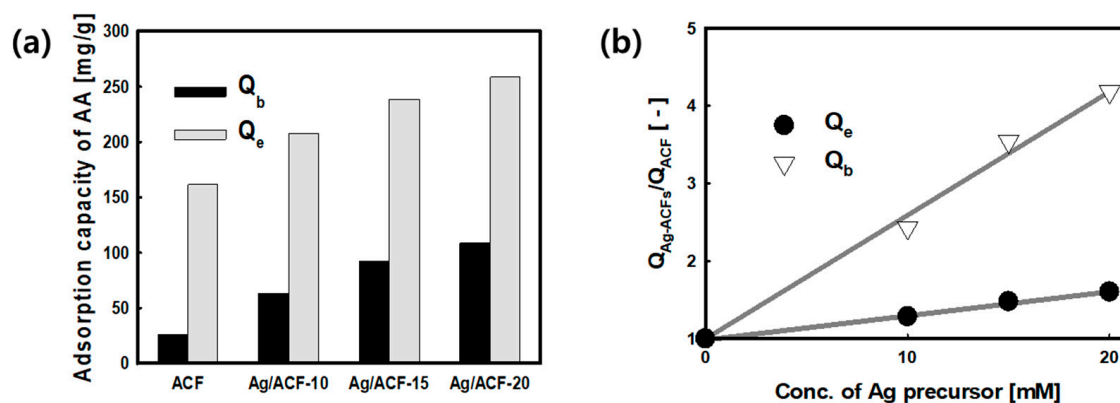 (a)
Adsorption capacity of AA [mg/g]
300
250
200
150
100
50
0
Qb
Qe
ACF
Ag/ACF-10
Ag/ACF-15
Ag/ACF-20
(b)
QAg-ACFs/QACF [ - ]
5
4
3
2
1
Qe
Qb
0
10
20
Conc. of Ag precursor [mM]